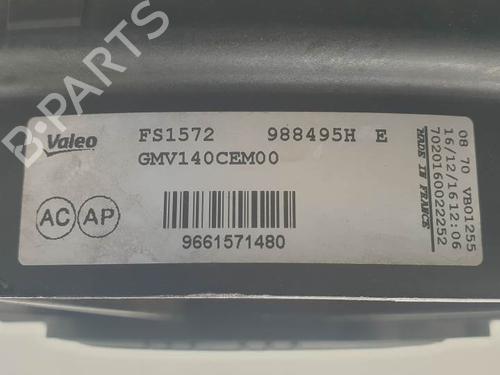 B-PARTS
Valeo
FS1572 988495H E
GMV140CEM00
AC AP
9661571480
08 70 VB01255
16/12/16 12:06
MADE IN FRANCE
7020160022252